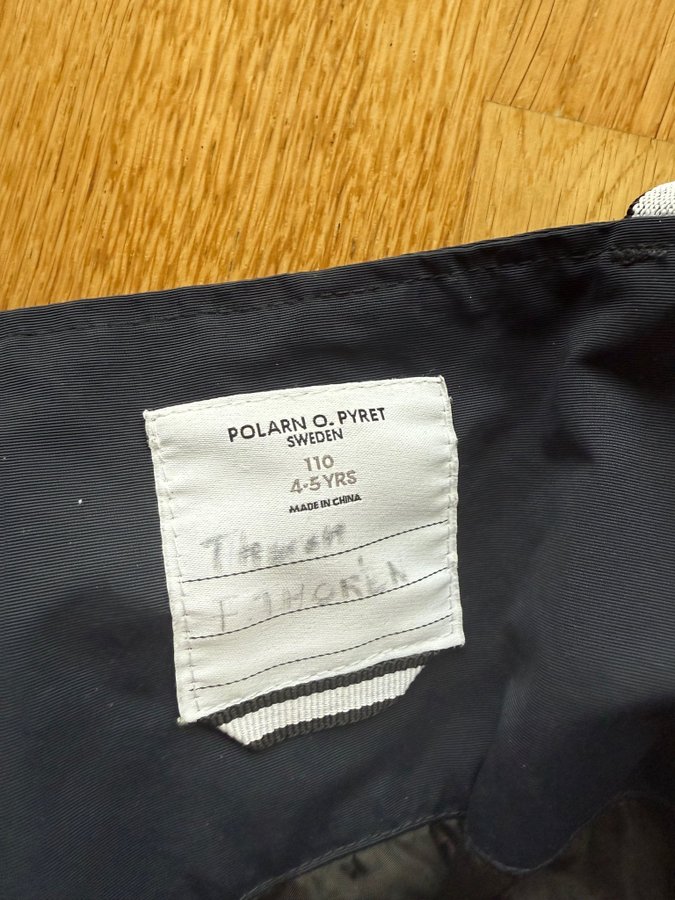 POLARN O. PYRET
SWEDEN
110
4-5 YRS
MADE IN CHINA